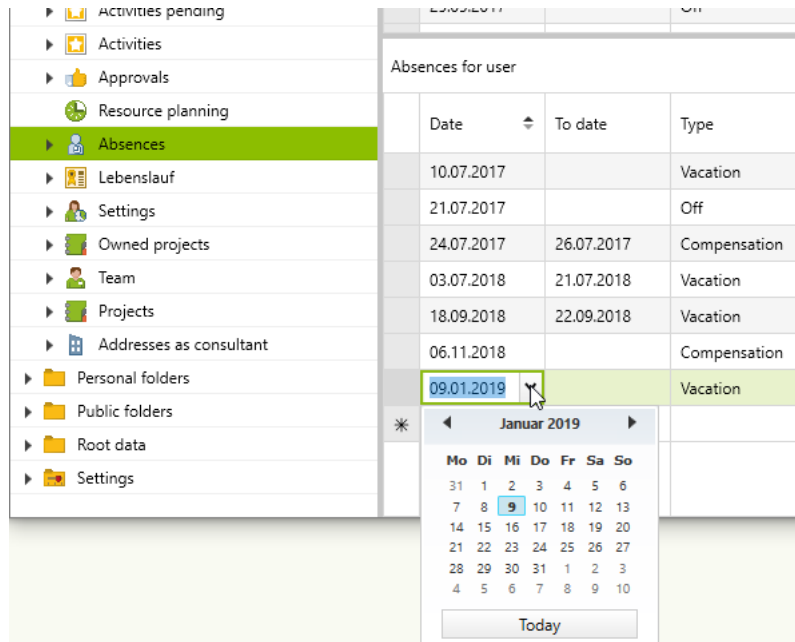 Activities pending
Activities
Approvals
Resource planning
Absences
Lebenslauf
Settings
Owned projects
Team
Projects
Addresses as consultant
Personal folders
Public folders
Root data
Settings
Absences for user
Date To date Type
10.07.2017 Vacation
21.07.2017 Off
24.07.2017 26.07.2017 Compensation
03.07.2018 21.07.2018 Vacation
18.09.2018 22.09.2018 Vacation
06.11.2018 Compensation
09.01.2019 Vacation
Januar 2019
Mo Di Mi Do Fr Sa So
31 1 2 3 4 5 6
7 8 9 10 11 12 13
14 15 16 17 18 19 20
21 22 23 24 25 26 27
28 29 30 31 1 2 3
4 5 6 7 8 9 10
Today